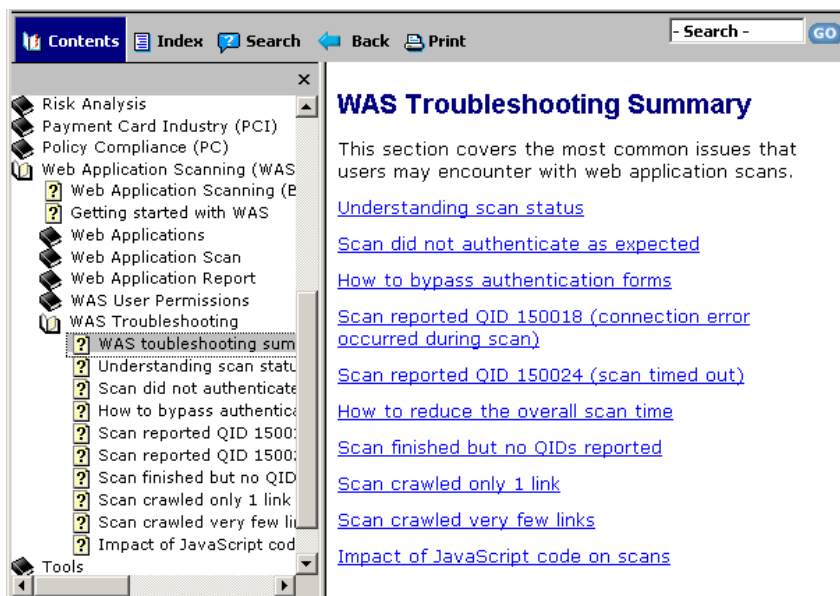 Contents Index Search Back Print - Search - GO
Risk Analysis
Payment Card Industry (PCI)
Policy Compliance (PC)
Web Application Scanning (WAS
Web Application Scanning (B
Getting started with WAS
Web Applications
Web Application Scan
Web Application Report
WAS User Permissions
WAS Troubleshooting
WAS toubleshooting sum
Understanding scan statu
Scan did not authenticate
How to bypass authentica
Scan reported QID 1500
Scan reported QID 1500
Scan finished but no QID
Scan crawled only 1 link
Scan crawled very few li
Impact of JavaScript cod
Tools
WAS Troubleshooting Summary
This section covers the most common issues that
users may encounter with web application scans.
Understanding scan status
Scan did not authenticate as expected
How to bypass authentication forms
Scan reported QID 150018 (connection error
occurred during scan)
Scan reported QID 150024 (scan timed out)
How to reduce the overall scan time
Scan finished but no QIDs reported
Scan crawled only 1 link
Scan crawled very few links
Impact of JavaScript code on scans